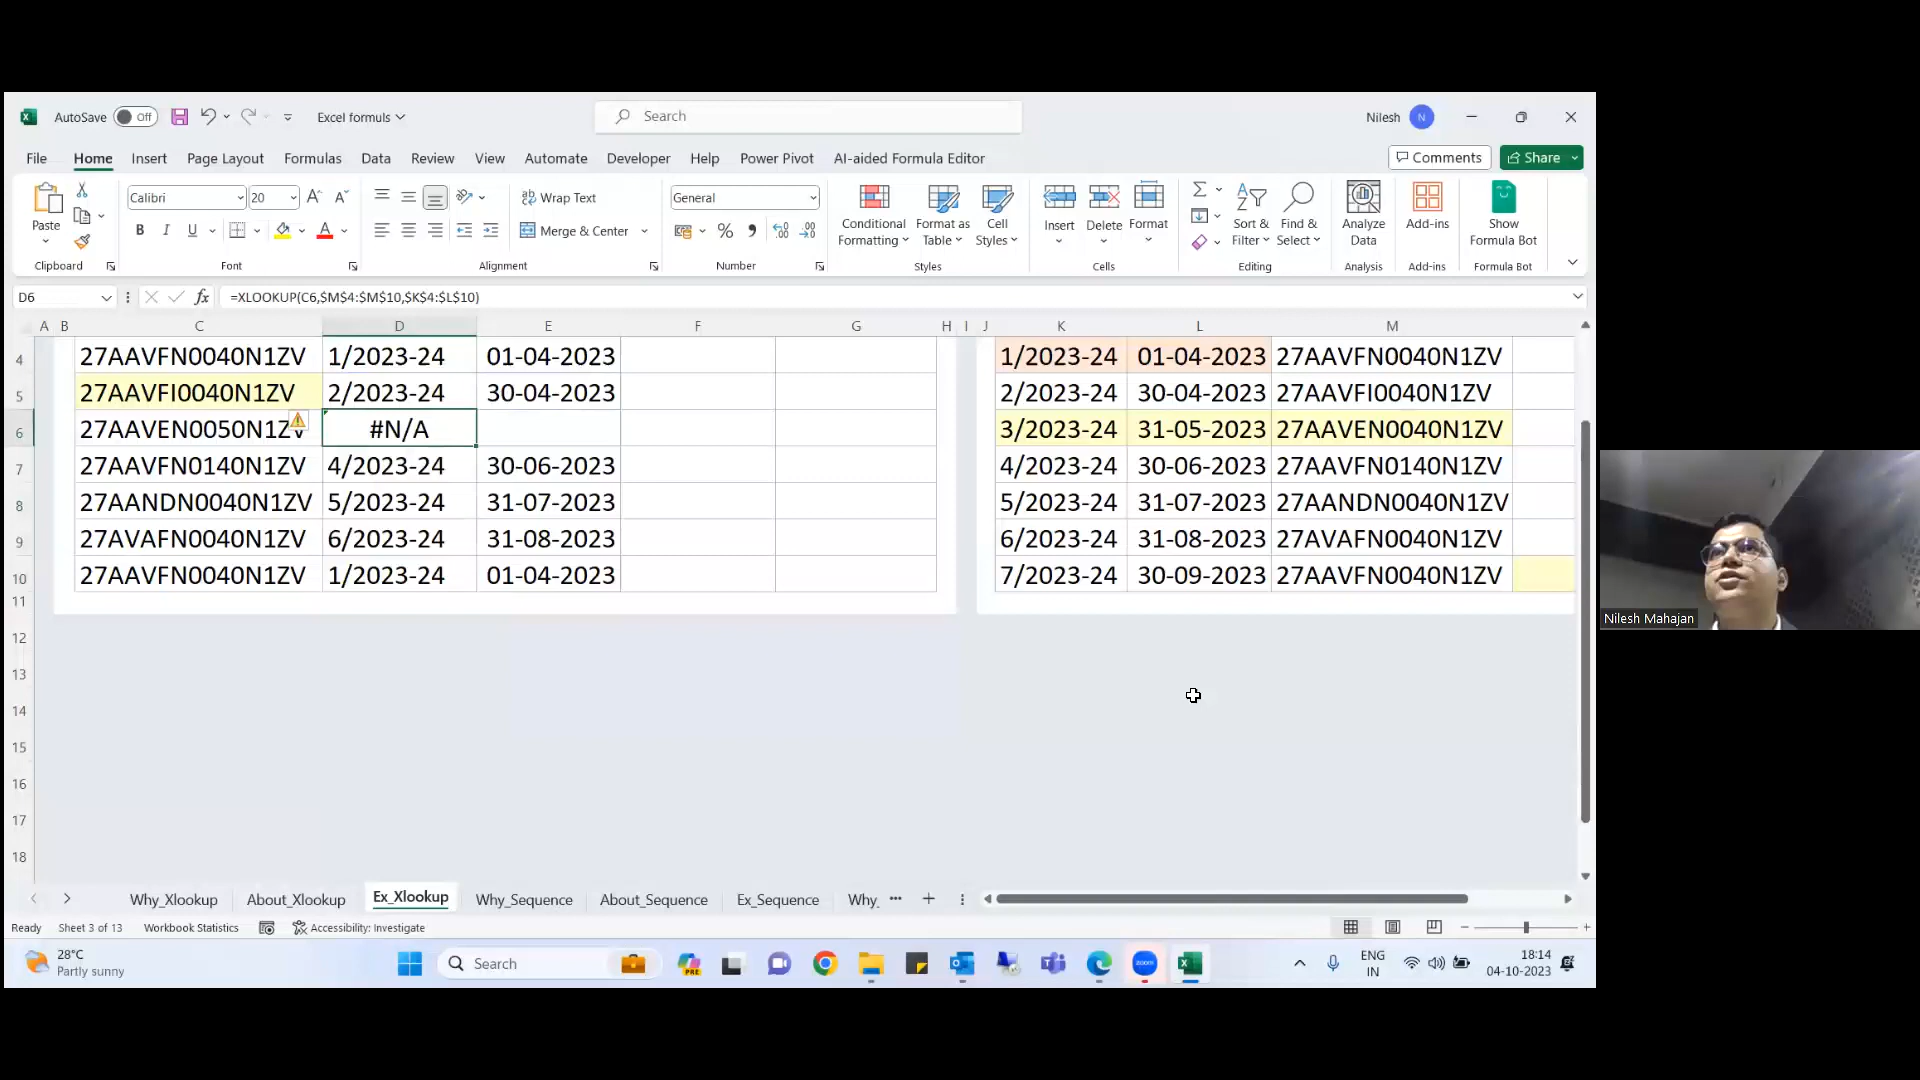 AutoSave Off Excel formuls Search Nilesh N
File Home Insert Page Layout Formulas Data Review View Automate Developer Help Power Pivot AI-aided Formula Editor Comments Share
Paste Calibri 20 Wrap Text General Conditional Format as Cell Insert Delete Format Sort & Find & Analyze Add-ins Show
B I U Merge & Center Formatting Table Styles Filter Select Data Formula Bot
Clipboard Font Alignment Number Styles Cells Editing Analysis Add-ins Formula Bot
D6 fx =XLOOKUP(C6,$M$4:$M$10,$K$4:$L$10)
A B C D E F G H I J K L M
4 27AAVFN0040N1ZV 1/2023-24 01-04-2023 1/2023-24 01-04-2023 27AAVFN0040N1ZV
5 27AAVFI0040N1ZV 2/2023-24 30-04-2023 2/2023-24 30-04-2023 27AAVFI0040N1ZV
6 27AAVEN0050N1ZV #N/A 3/2023-24 31-05-2023 27AAVEN0040N1ZV
7 27AAVFN0140N1ZV 4/2023-24 30-06-2023 4/2023-24 30-06-2023 27AAVFN0140N1ZV
8 27AANDN0040N1ZV 5/2023-24 31-07-2023 5/2023-24 31-07-2023 27AANDN0040N1ZV
9 27AVAFN0040N1ZV 6/2023-24 31-08-2023 6/2023-24 31-08-2023 27AVAFN0040N1ZV
10 27AAVFN0040N1ZV 1/2023-24 01-04-2023 7/2023-24 30-09-2023 27AAVFN0040N1ZV
11
12
13
14
15
16
17
18
Nilesh Mahajan
Why_Xlookup About_Xlookup Ex_Xlookup Why_Sequence About_Sequence Ex_Sequence Why_
Ready Sheet 3 of 13 Workbook Statistics Accessibility: Investigate
28°C
Partly sunny
Search
PRE
zoom
ENG
IN
18:14
04-10-2023